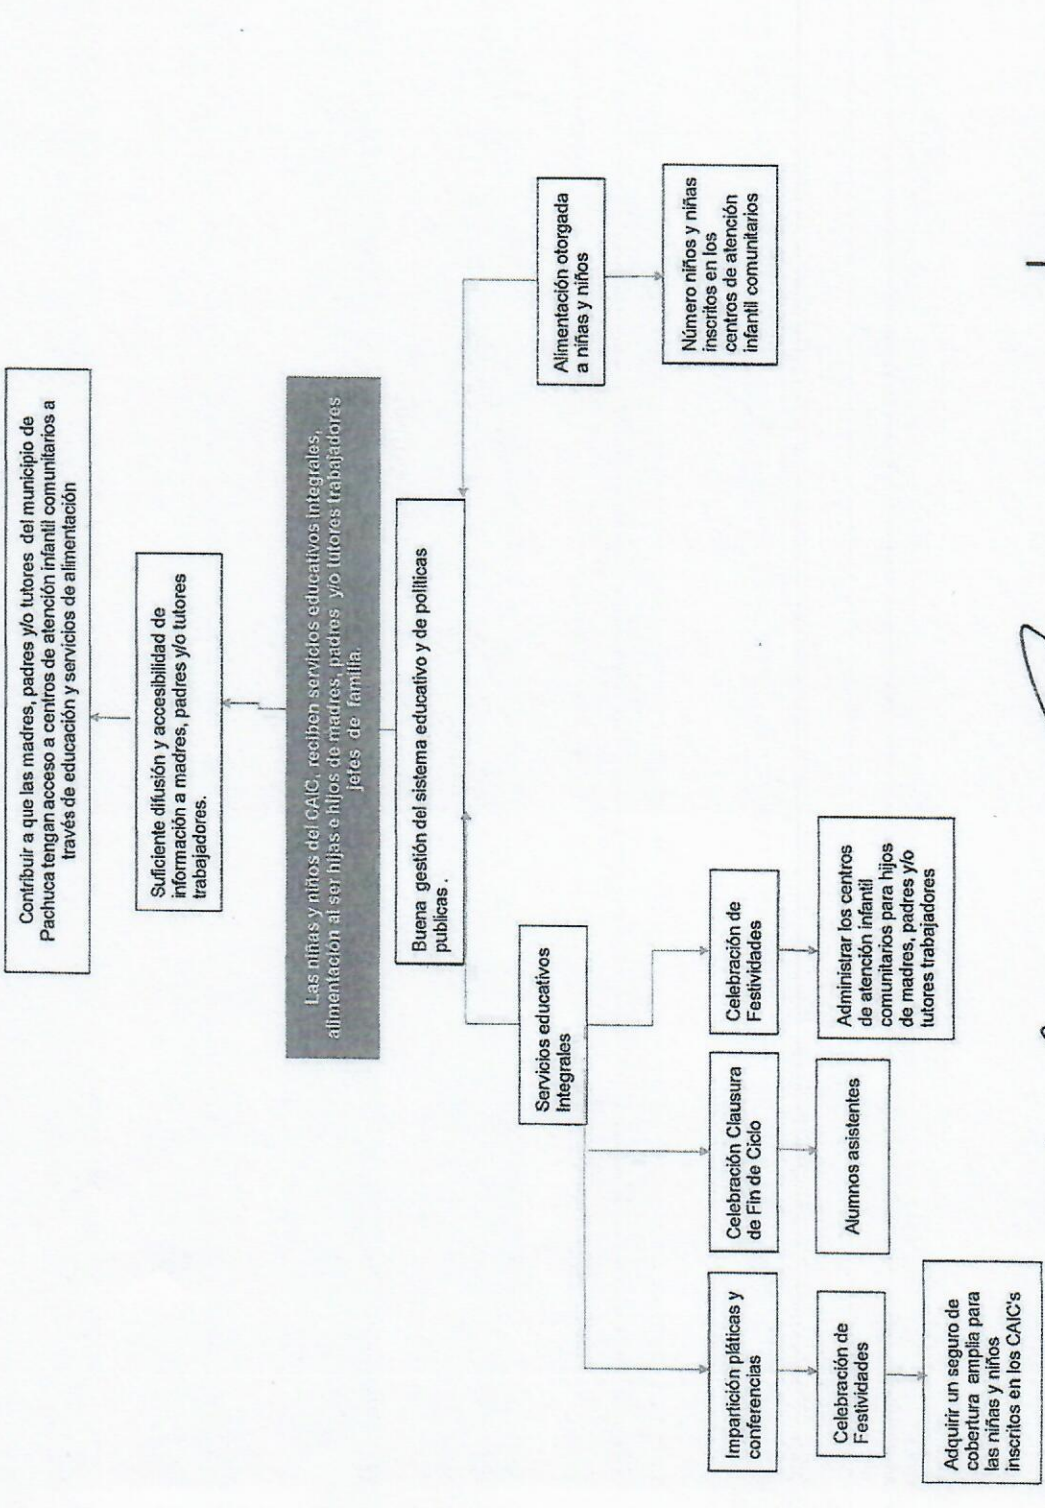 Contribuir a que las madres, padres y/o tutores del municipio de
Pachuca tengan acceso a centros de atención infantil comunitarios a
través de educación y servicios de alimentación
Suficiente difusión y accesibilidad de
información a madres, padres y/o tutores
trabajadores.
Las niñas y niños del CAIC, reciben servicios educativos integrales,
alimentación al ser hijas e hijos de madres, padres y/o tutores trabajadores
jefes de familia.
Buena gestión del sistema educativo y de políticas
publicas .
Servicios educativos
Integrales
Alimentación otorgada
a niñas y niños
Impartición pláticas y
conferencias
Celebración Clausura
de Fin de Ciclo
Celebración de
Festividades
Número niños y niñas
inscritos en los
centros de atención
infantil comunitarios
Celebración de
Festividades
Alumnos asistentes
Administrar los centros
de atención infantil
comunitarios para hijos
de madres, padres y/o
tutores trabajadores
Adquirir un seguro de
cobertura amplia para
las niñas y niños
inscritos en los CAIC's